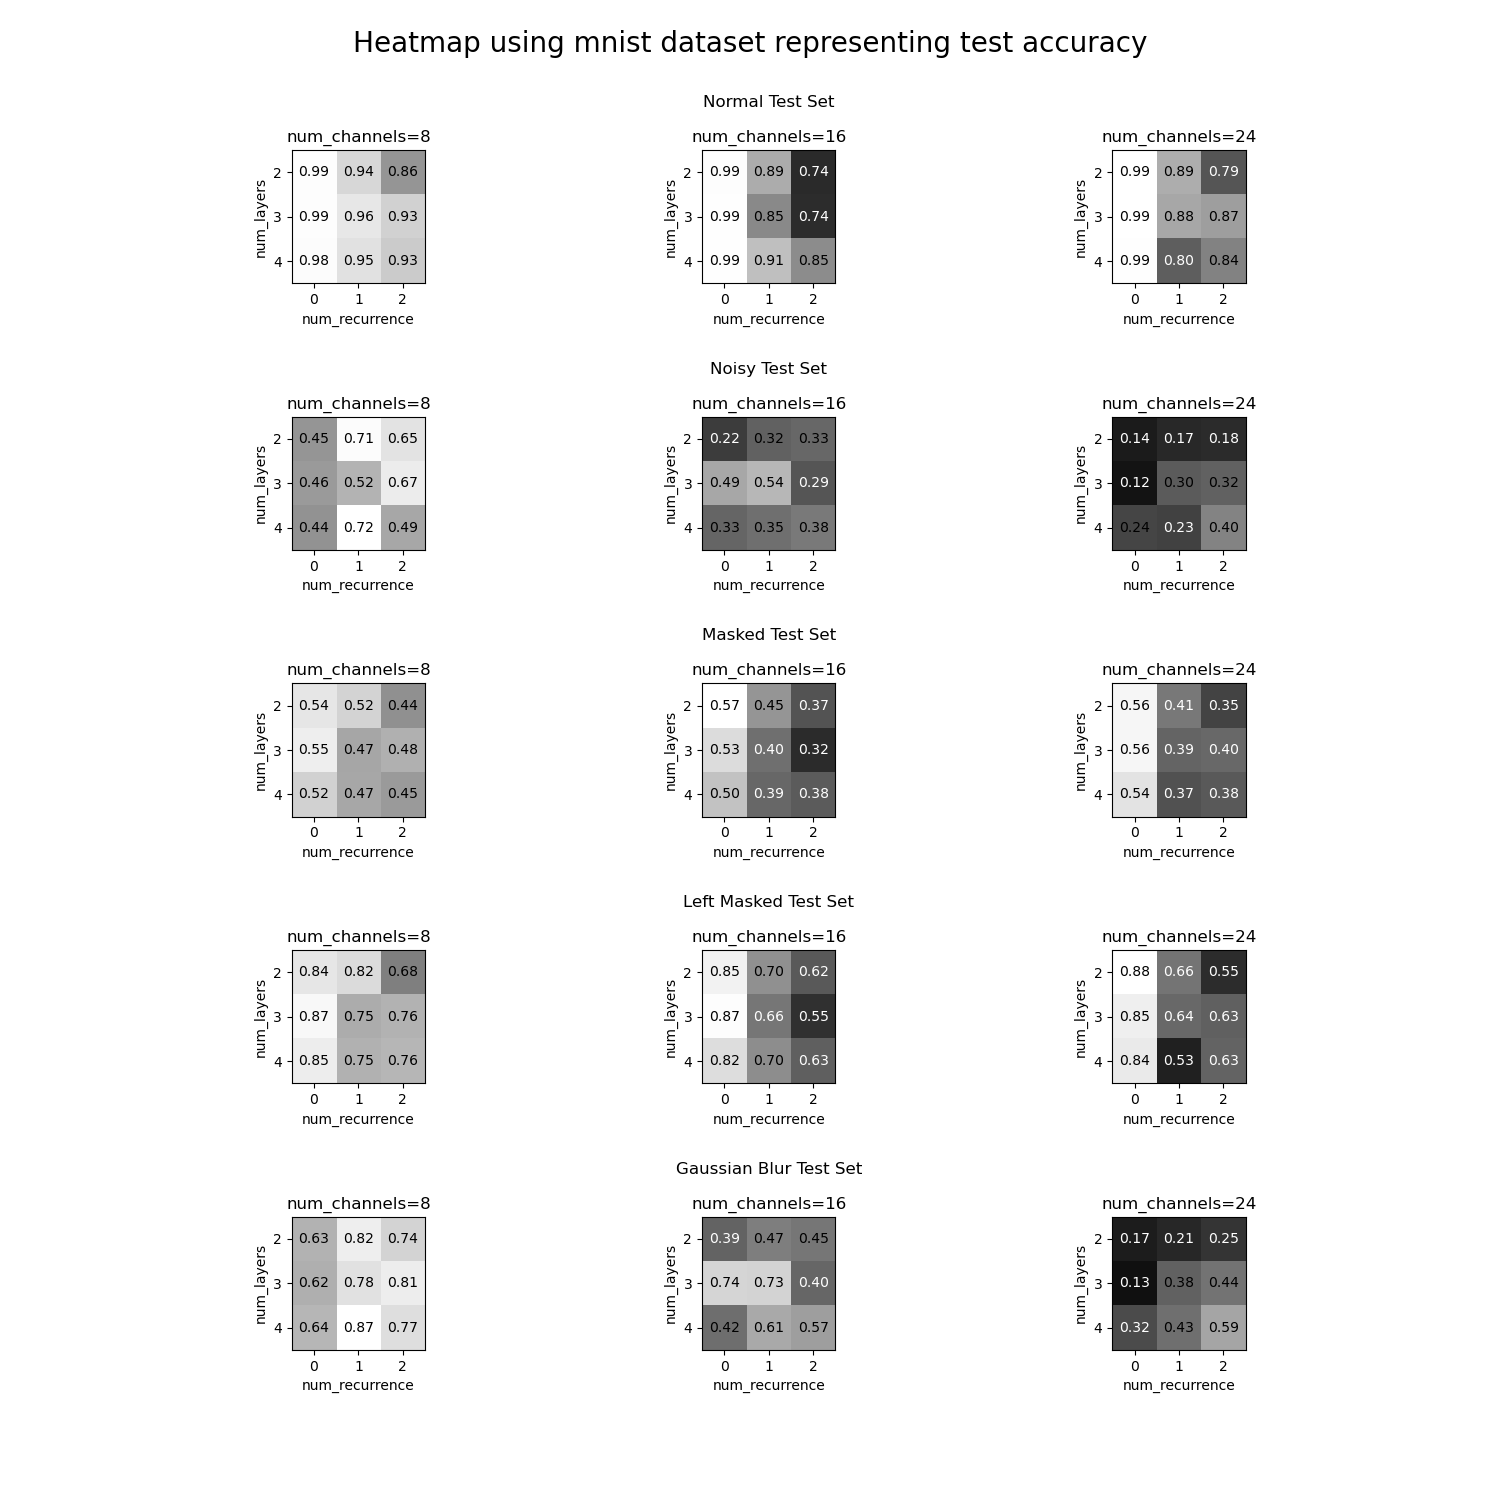 Heatmap using mnist dataset representing test accuracy
Normal Test Set
num_channels=8 num_channels=16 num_channels=24
2 0.99 0.94 0.86 2 0.99 0.89 0.74 2 0.99 0.89 0.79
num_layers num_layers num_layers
3 0.99 0.96 0.93 3 0.99 0.85 0.74 3 0.99 0.88 0.87
4 0.98 0.95 0.93 4 0.99 0.91 0.85 4 0.99 0.80 0.84
0 1 2 0 1 2 0 1 2
num_recurrence num_recurrence num_recurrence
Noisy Test Set
num_channels=8 num_channels=16 num_channels=24
2 0.45 0.71 0.65 2 0.22 0.32 0.33 2 0.14 0.17 0.18
num_layers num_layers num_layers
3 0.46 0.52 0.67 3 0.49 0.54 0.29 3 0.12 0.30 0.32
4 0.44 0.72 0.49 4 0.33 0.35 0.38 4 0.24 0.23 0.40
0 1 2 0 1 2 0 1 2
num_recurrence num_recurrence num_recurrence
Masked Test Set
num_channels=8 num_channels=16 num_channels=24
2 0.54 0.52 0.44 2 0.57 0.45 0.37 2 0.56 0.41 0.35
num_layers num_layers num_layers
3 0.55 0.47 0.48 3 0.53 0.40 0.32 3 0.56 0.39 0.40
4 0.52 0.47 0.45 4 0.50 0.39 0.38 4 0.54 0.37 0.38
0 1 2 0 1 2 0 1 2
num_recurrence num_recurrence num_recurrence
Left Masked Test Set
num_channels=8 num_channels=16 num_channels=24
2 0.84 0.82 0.68 2 0.85 0.70 0.62 2 0.88 0.66 0.55
num_layers num_layers num_layers
3 0.87 0.75 0.76 3 0.87 0.66 0.55 3 0.85 0.64 0.63
4 0.85 0.75 0.76 4 0.82 0.70 0.63 4 0.84 0.53 0.63
0 1 2 0 1 2 0 1 2
num_recurrence num_recurrence num_recurrence
Gaussian Blur Test Set
num_channels=8 num_channels=16 num_channels=24
2 0.63 0.82 0.74 2 0.39 0.47 0.45 2 0.17 0.21 0.25
num_layers num_layers num_layers
3 0.62 0.78 0.81 3 0.74 0.73 0.40 3 0.13 0.38 0.44
4 0.64 0.87 0.77 4 0.42 0.61 0.57 4 0.32 0.43 0.59
0 1 2 0 1 2 0 1 2
num_recurrence num_recurrence num_recurrence